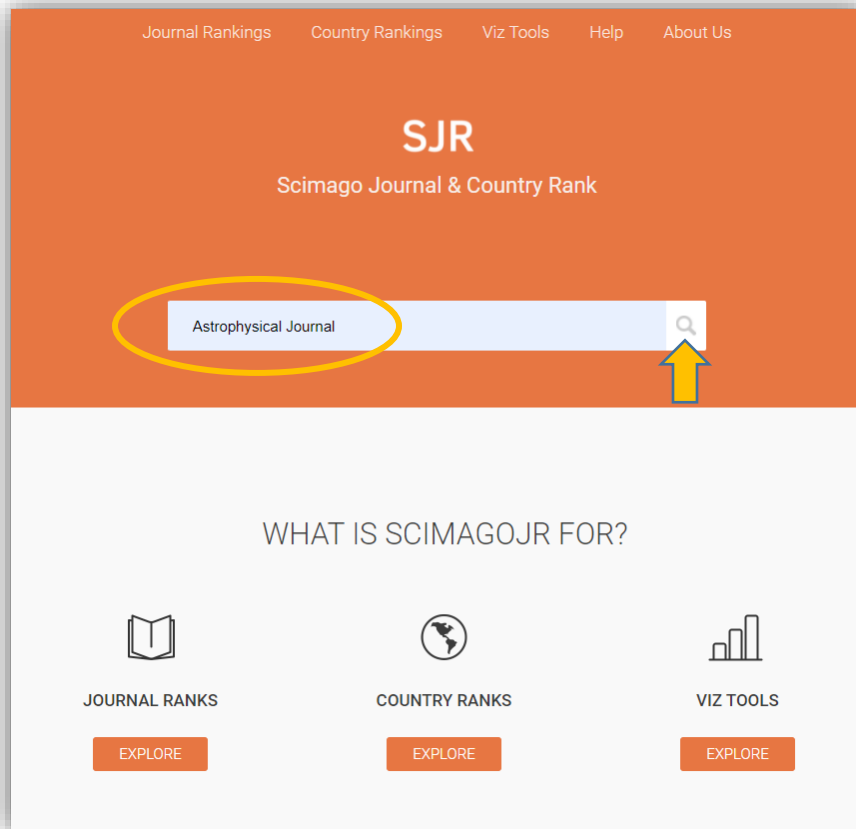 Journal Rankings Country Rankings Viz Tools Help About Us
SJR
Scimago Journal & Country Rank
Astrophysical Journal
WHAT IS SCIMAGOJR FOR?
JOURNAL RANKS COUNTRY RANKS VIZ TOOLS
EXPLORE EXPLORE EXPLORE